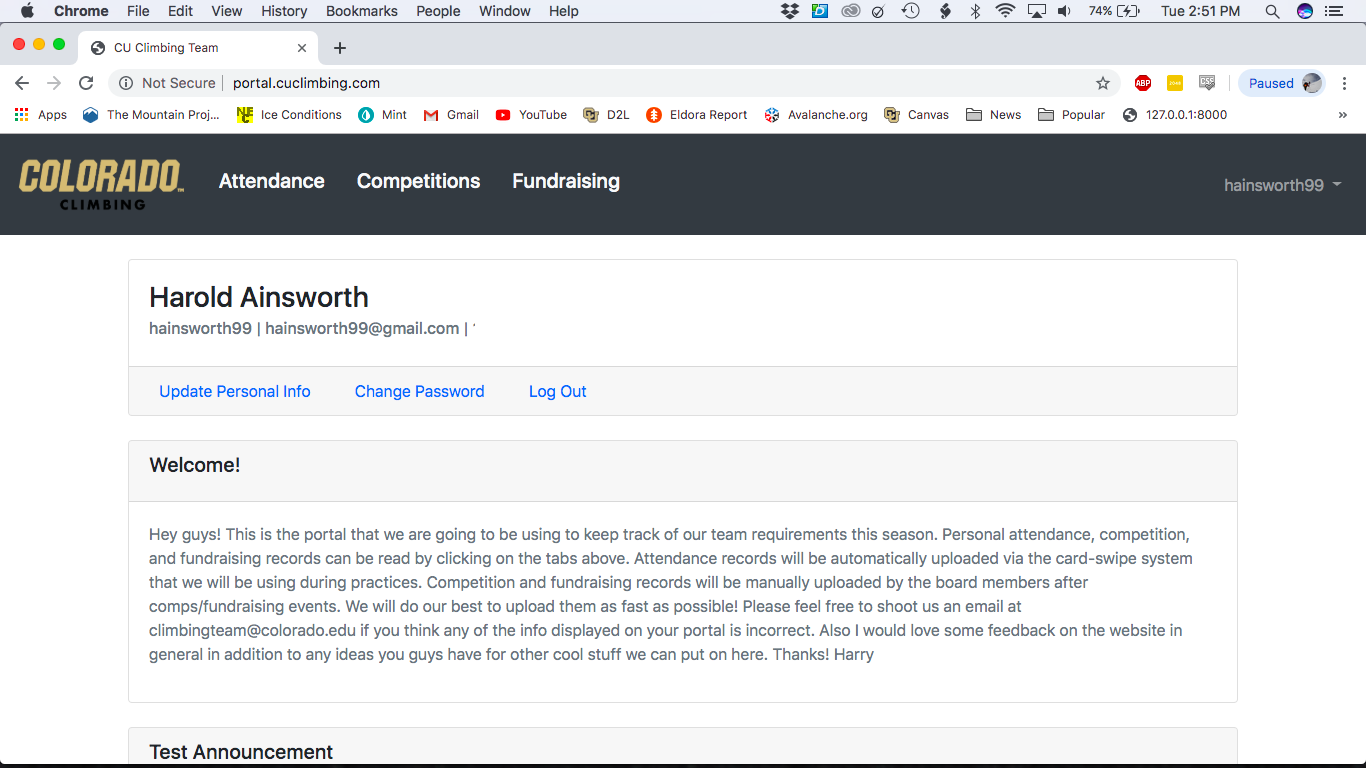 Chrome File Edit View History Bookmarks People Window Help 74% Tue 2:51 PM
CU Climbing Team
Not Secure portal.cuclimbing.com ABP Paused
Apps The Mountain Proj... Ice Conditions Mint Gmail YouTube D2L Eldora Report Avalanche.org Canvas News Popular 127.0.0.1:8000 »
COLORADO™
CLIMBING
Attendance Competitions Fundraising hainsworth99
Harold Ainsworth
hainsworth99 | hainsworth99@gmail.com |
Update Personal Info Change Password Log Out
Welcome!
Hey guys! This is the portal that we are going to be using to keep track of our team requirements this season. Personal attendance, competition,
and fundraising records can be read by clicking on the tabs above. Attendance records will be automatically uploaded via the card-swipe system
that we will be using during practices. Competition and fundraising records will be manually uploaded by the board members after
comps/fundraising events. We will do our best to upload them as fast as possible! Please feel free to shoot us an email at
climbingteam@colorado.edu if you think any of the info displayed on your portal is incorrect. Also I would love some feedback on the website in
general in addition to any ideas you guys have for other cool stuff we can put on here. Thanks! Harry
Test Announcement